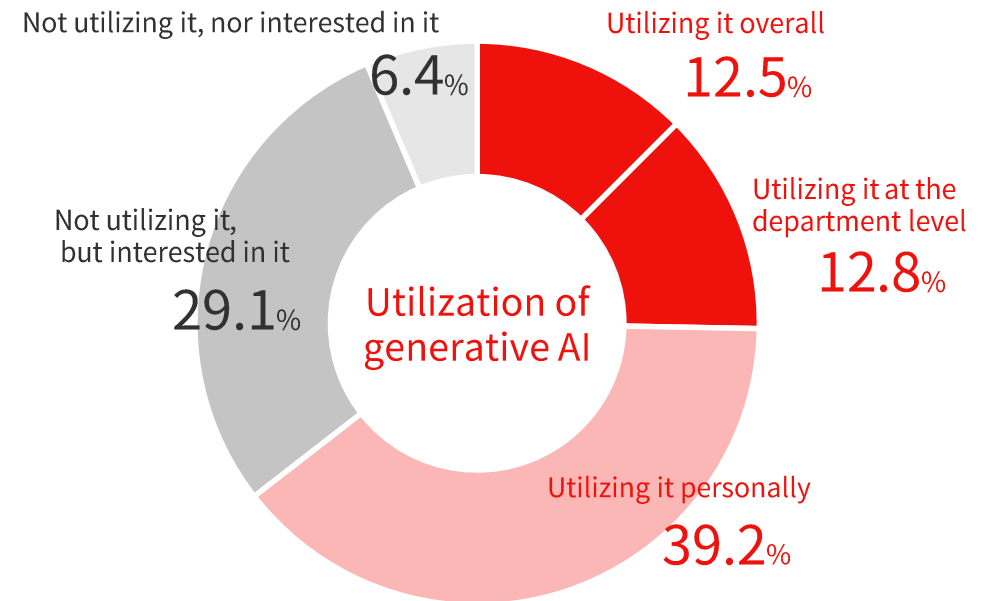 Not utilizing it, nor interested in it
6.4%
Utilizing it overall
12.5%
Utilizing it at the
department level
12.8%
Not utilizing it,
but interested in it
29.1%
Utilization of
generative AI
Utilizing it personally
39.2%